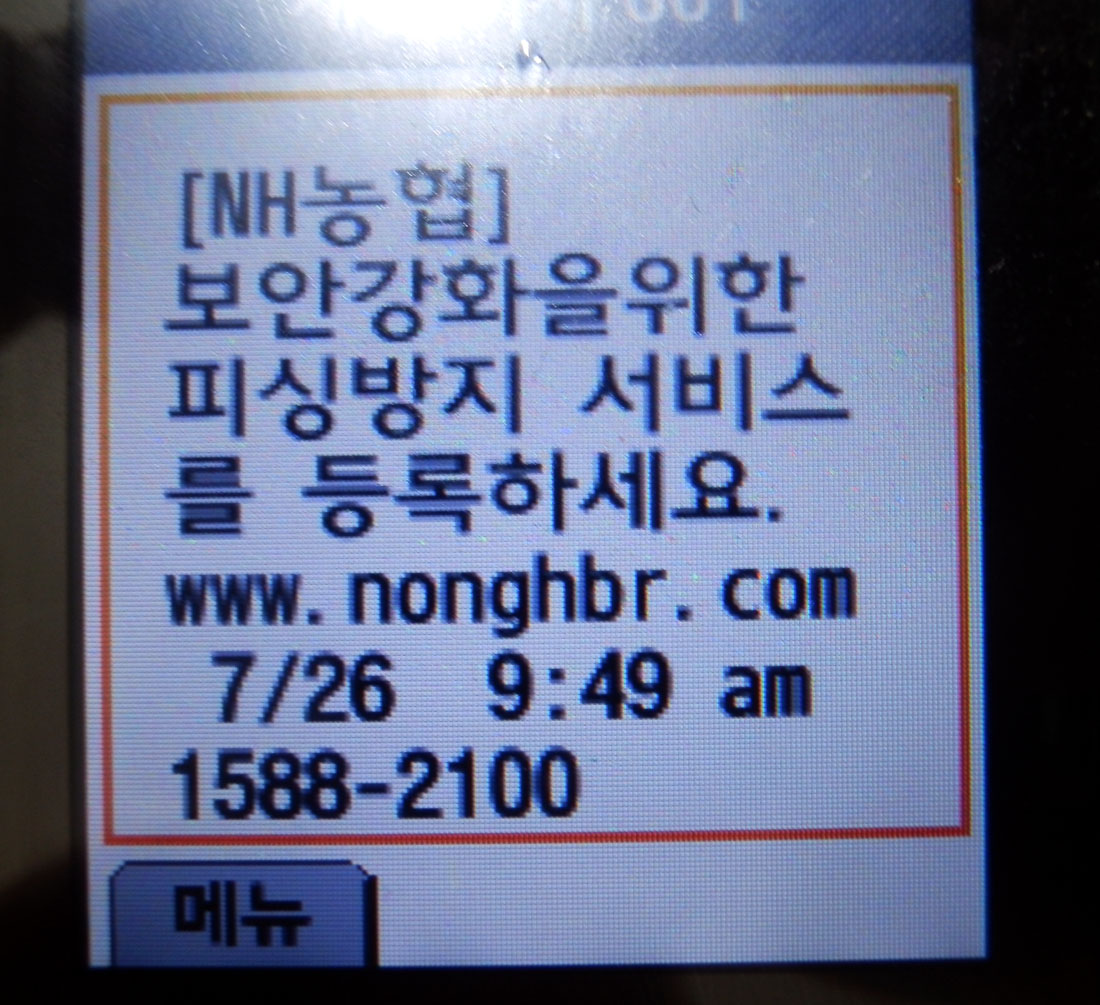 [NH농협]
보안강화을위한
피싱방지 서비스
를 등록하세요.
www.nonghbr.com
7/26 9:49 am
1588-2100
메뉴